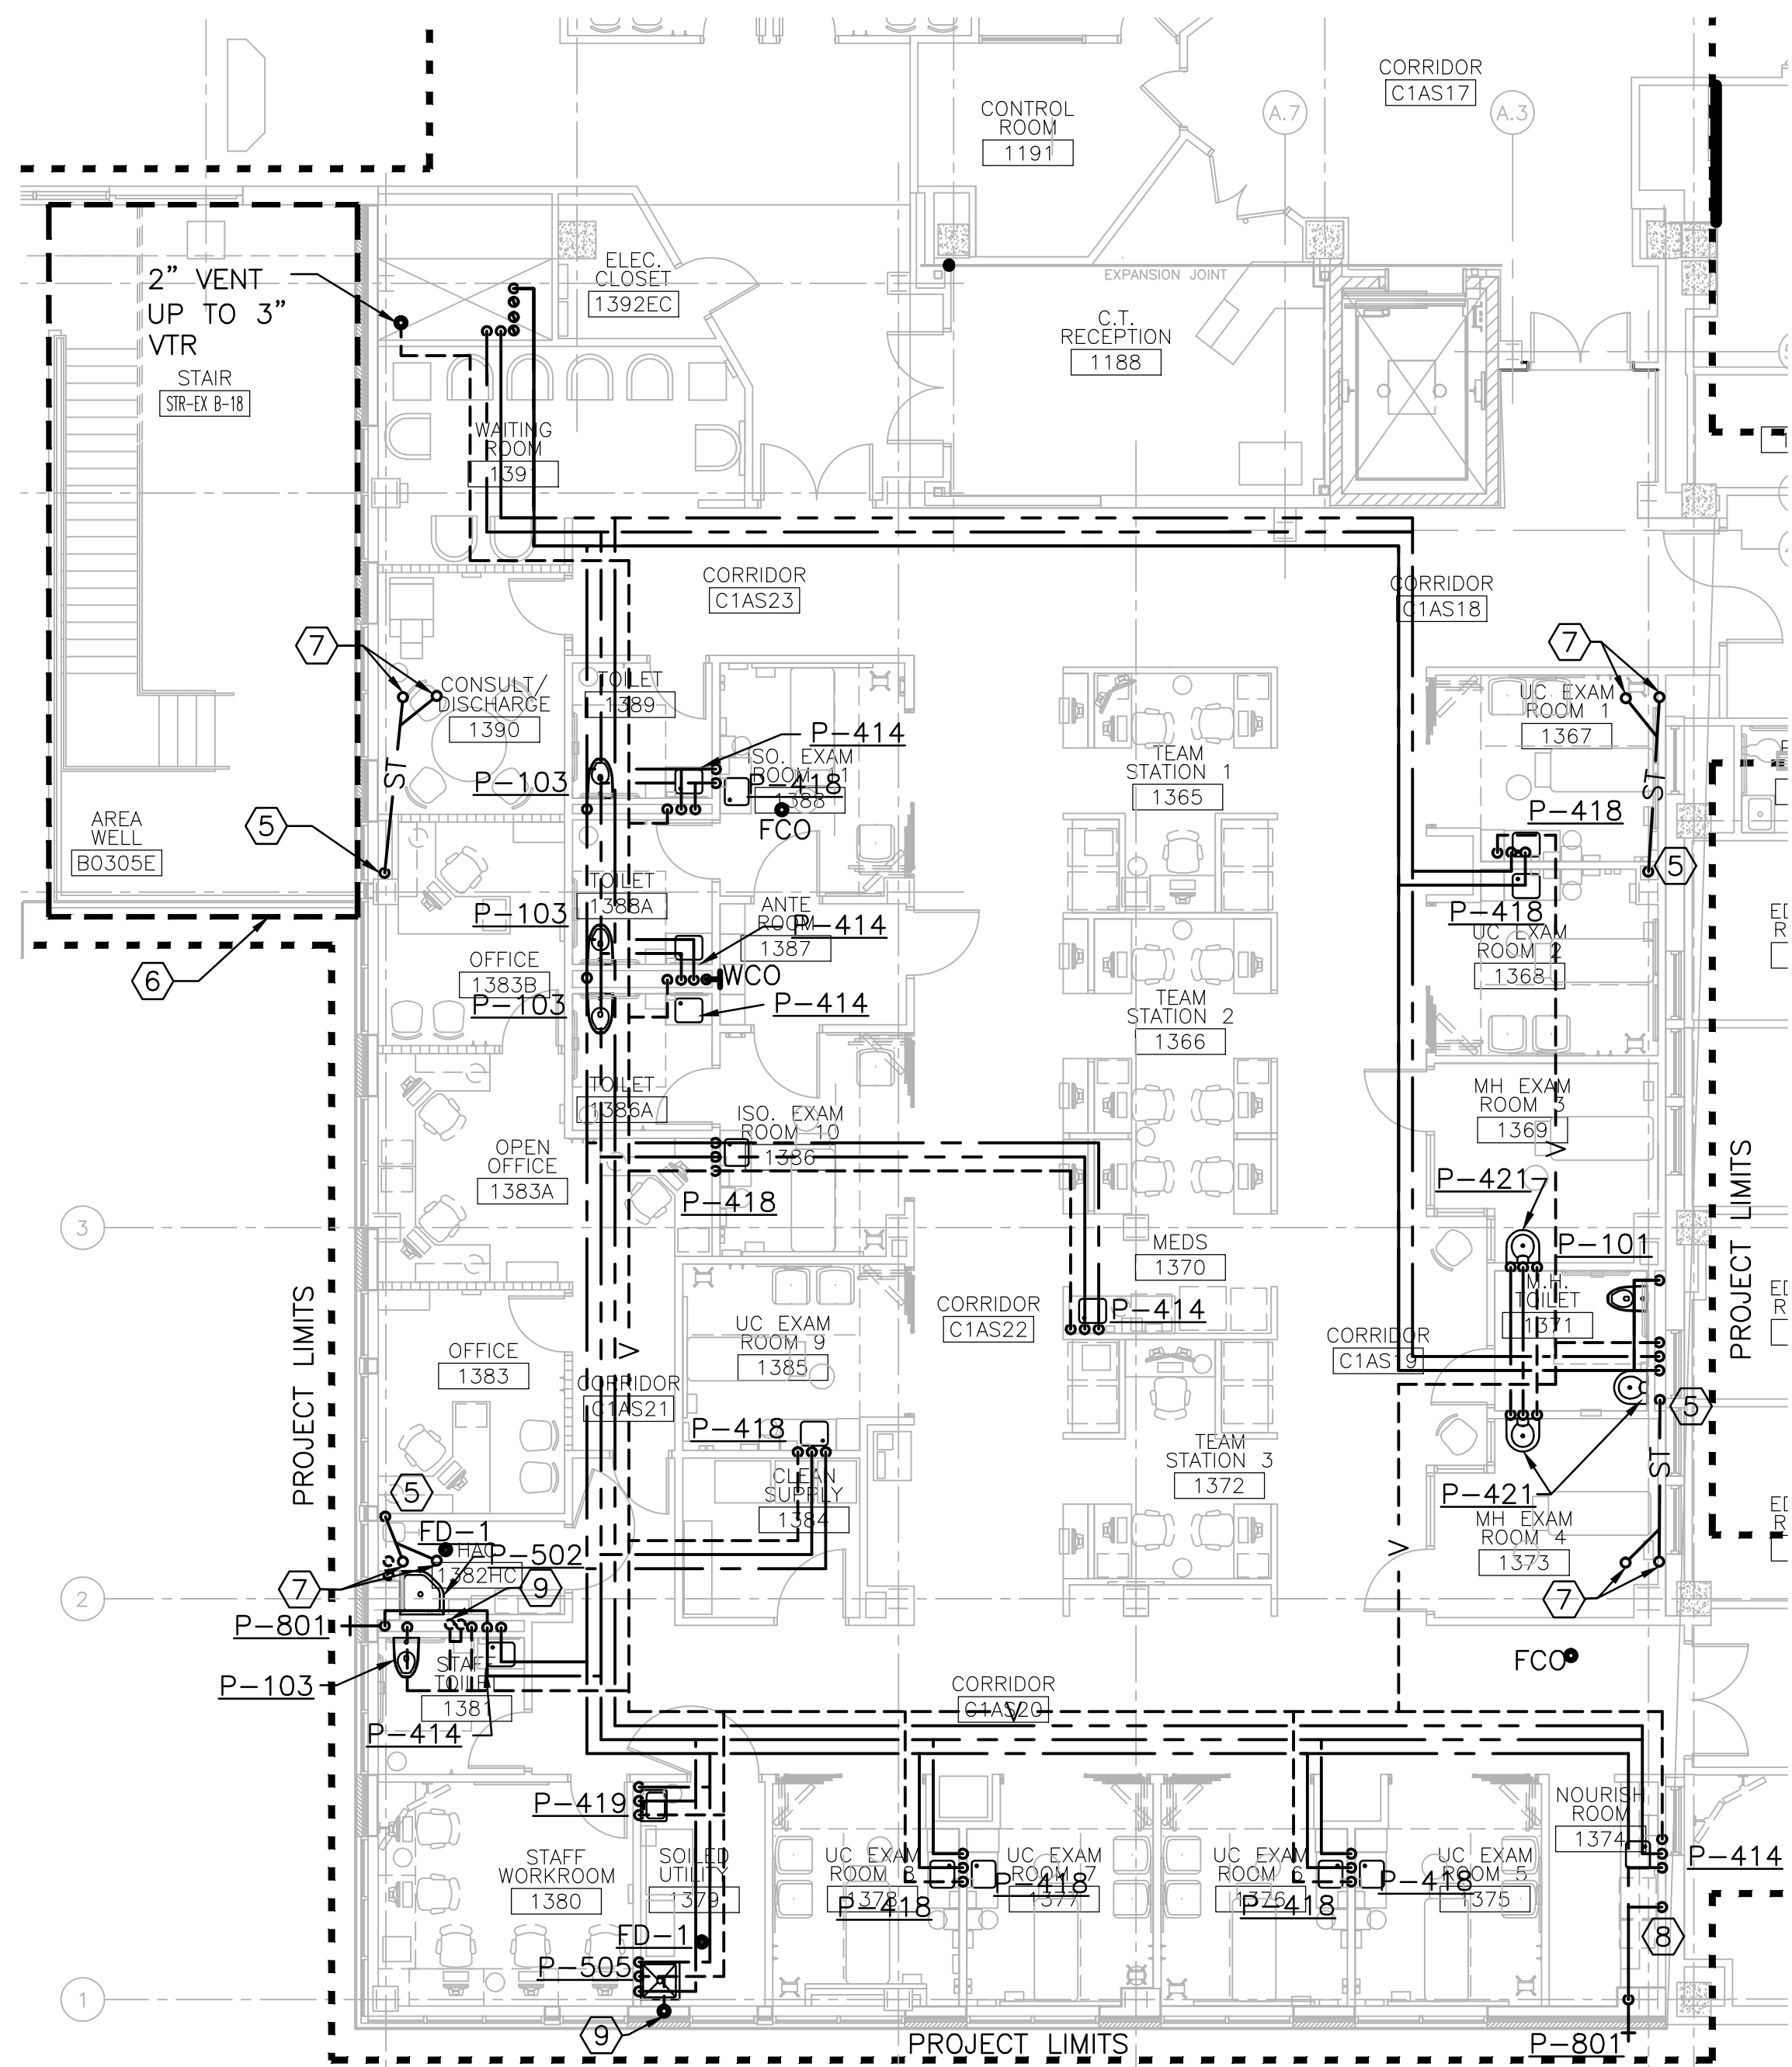 CORRIDOR
C1AS17
CONTROL
ROOM
1191
A.7
A.3
ELEC.
CLOSET
1392EC
EXPANSION JOINT
2” VENT
UP TO 3”
VTR
C.T.
RECEPTION
1188
STAIR
STR-EX B-18
WAITING
ROOM
1391
CORRIDOR
C1AS23
CORRIDOR
C1AS18
7
7
CONSULT/
DISCHARGE
1390
TOILET
1389
UC EXAM
ROOM 1
1367
P-414
ISO. EXAM
ROOM 11
1388
P-418
P-103
FCO
TEAM
STATION 1
1365
ST
ST
P-418
AREA
WELL
B0305E
5
5
TOILET
1388A
P-103
ANTE
ROOM
1387
P-414
P-418
UC EXAM
ROOM 2
1368
6
OFFICE
1383B
WCO
P-103
P-414
TEAM
STATION 2
1366
TOILET
1386A
ISO. EXAM
ROOM 10
1386
MH EXAM
ROOM 3
1369
V
OPEN
OFFICE
1383A
P-418
P-421
3
MEDS
1370
P-101
PROJECT LIMITS
PROJECT LIMITS
M.H.
TOILET
1371
CORRIDOR
C1AS22
P-414
UC EXAM
ROOM 9
1385
V
CORRIDOR
C1AS19
OFFICE
1383
CORRIDOR
C1AS21
5
P-418
TEAM
STATION 3
1372
ST
CLEAN
SUPPLY
1384
5
P-421
MH EXAM
ROOM 4
1373
V
FD-1
HAC
1382HC
P-502
7
9
7
2
P-801
P-103
STAFF
TOILET
1381
FCO
P-414
CORRIDOR
C1AS20
V
P-419
NOURISH
ROOM
1374
P-414
STAFF
WORKROOM
1380
SOILED
UTILITY
1379
UC EXAM
ROOM 8
1378
P-418
UC EXAM
ROOM 7
1377
P-418
UC EXAM
ROOM 6
1376
P-418
UC EXAM
ROOM 5
1375
P-418
FD-1
8
P-505
1
9
PROJECT LIMITS
P-801